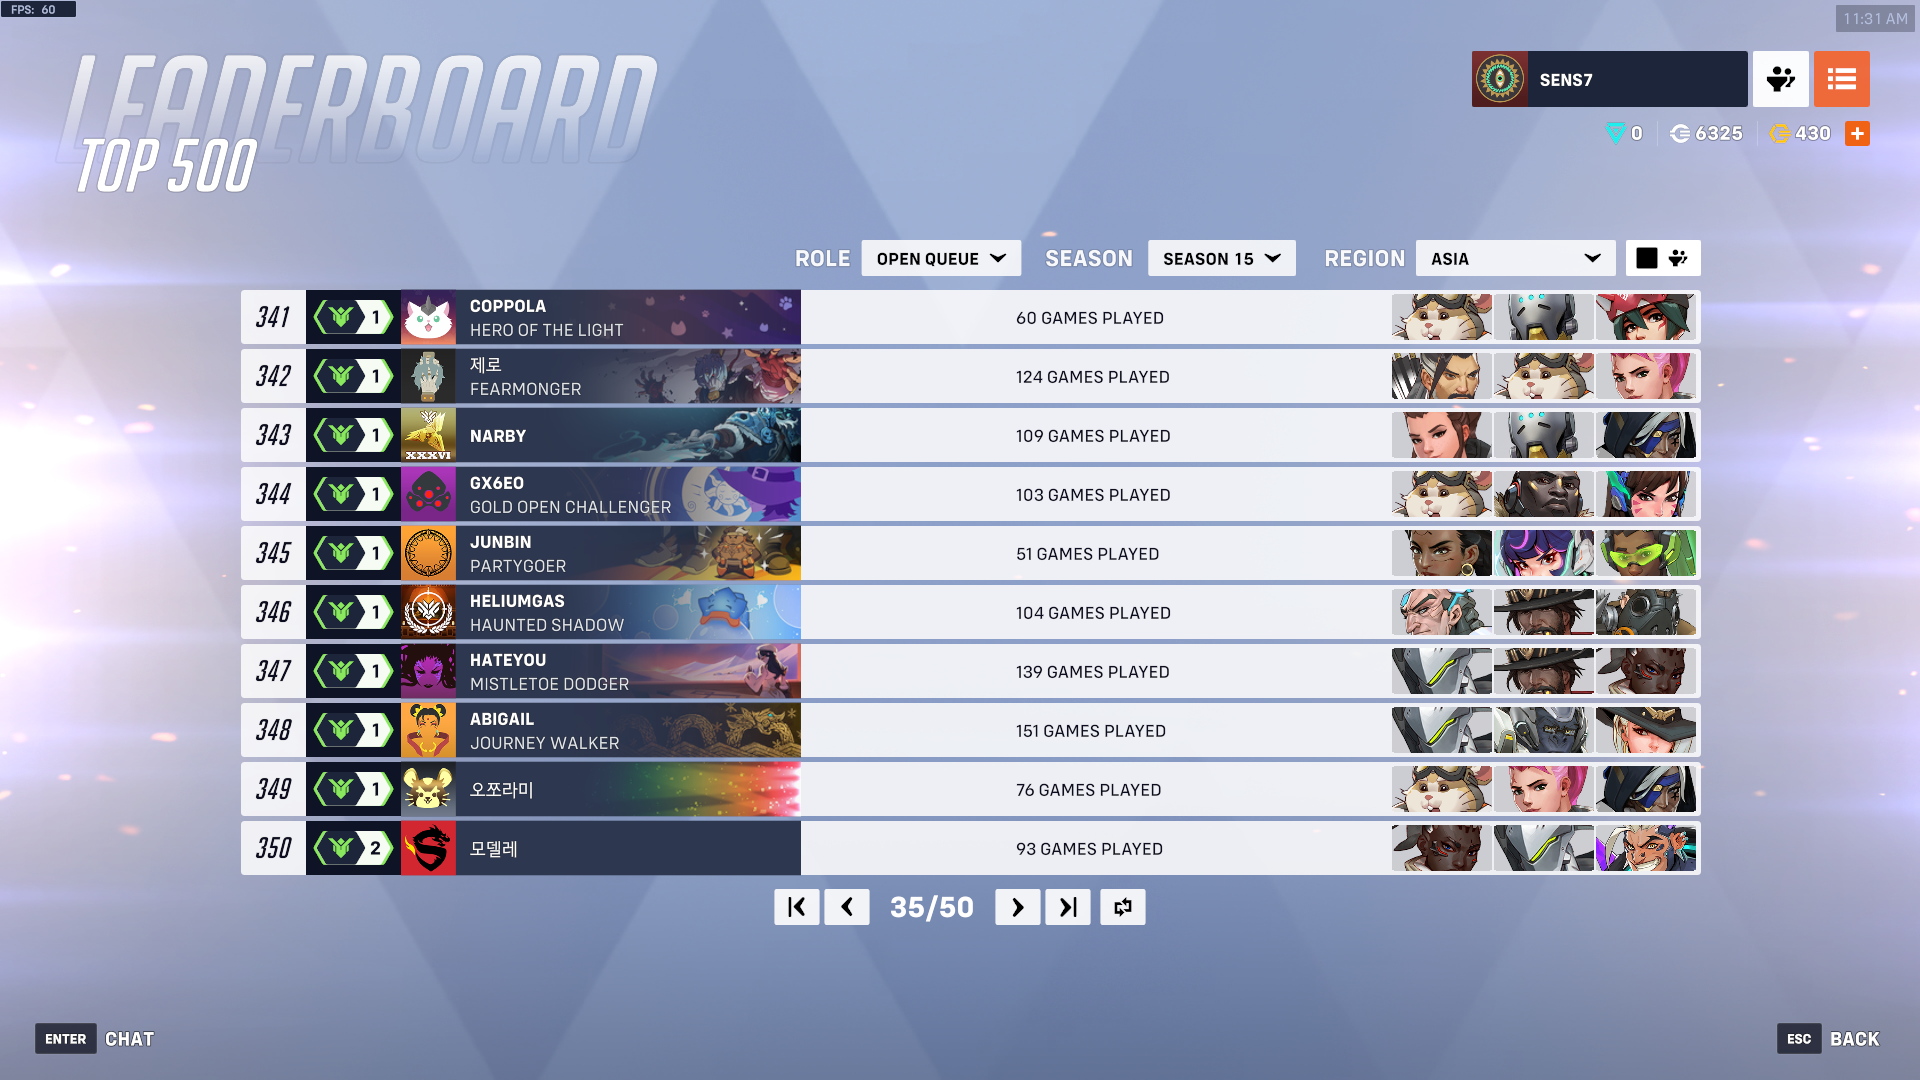 FPS: 60
11:31 AM
LEADERBOARD
TOP 500
SENS7
0
6325
430
ROLE
OPEN QUEUE
SEASON
SEASON 15
REGION
ASIA
341
1
COPPOLA
HERO OF THE LIGHT
60 GAMES PLAYED
342
1
제로
FEARMONGER
124 GAMES PLAYED
343
1
XXXVI
NARBY
109 GAMES PLAYED
344
1
GX6EO
GOLD OPEN CHALLENGER
103 GAMES PLAYED
345
1
JUNBIN
PARTYGOER
51 GAMES PLAYED
346
1
HELIUMGAS
HAUNTED SHADOW
104 GAMES PLAYED
347
1
HATEYOU
MISTLETOE DODGER
139 GAMES PLAYED
348
1
ABIGAIL
JOURNEY WALKER
151 GAMES PLAYED
349
1
오쪼라미
76 GAMES PLAYED
350
2
모델레
93 GAMES PLAYED
35/50
ENTER
CHAT
ESC
BACK